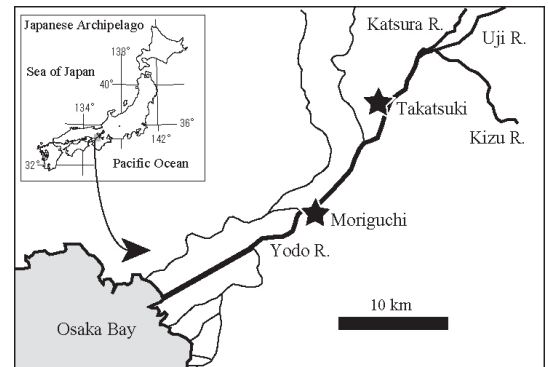 Japanese Archipelago
138°
Sea of Japan
40°
134°
36°
142°
32°
Pacific Ocean
Katsura R.
Uji R.
Takatsuki
Kizu R.
Moriguchi
Yodo R.
10 km
Osaka Bay